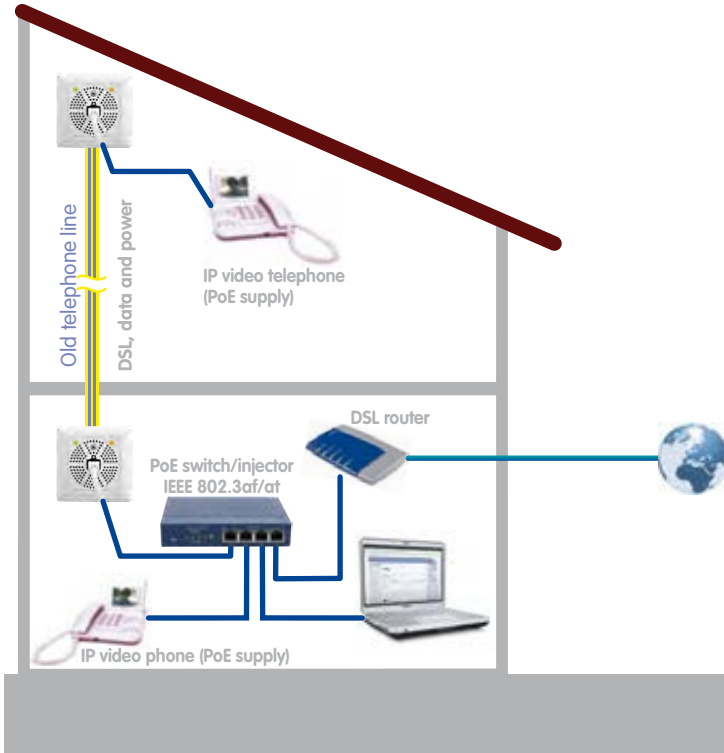 Old telephone line
DSL, data and power
IP video telephone
(PoE supply)
DSL router
PoE switch/injector
IEEE 802.3af/at
IP video phone (PoE supply)